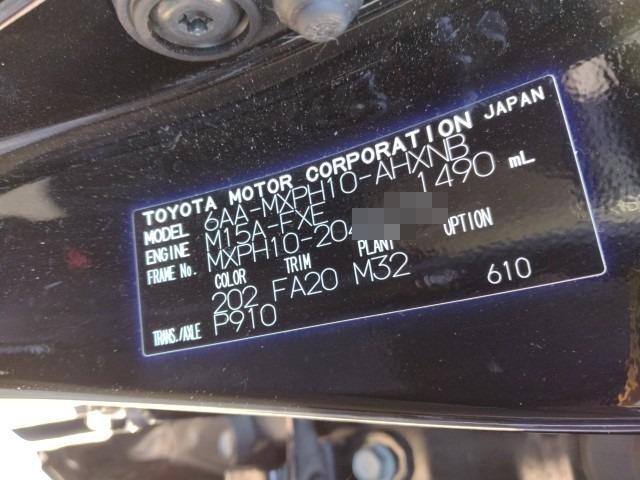 TOYOTA MOTOR CORPORATION JAPAN
MODEL 6AA-MXPH10-AHXNB
ENGINE M15A-FXE 1490 mL
FRAME No. MXPH10-204
COLOR TRIM PLANT OPTION
202 FA20 M32 610
TRANS./AXLE P910